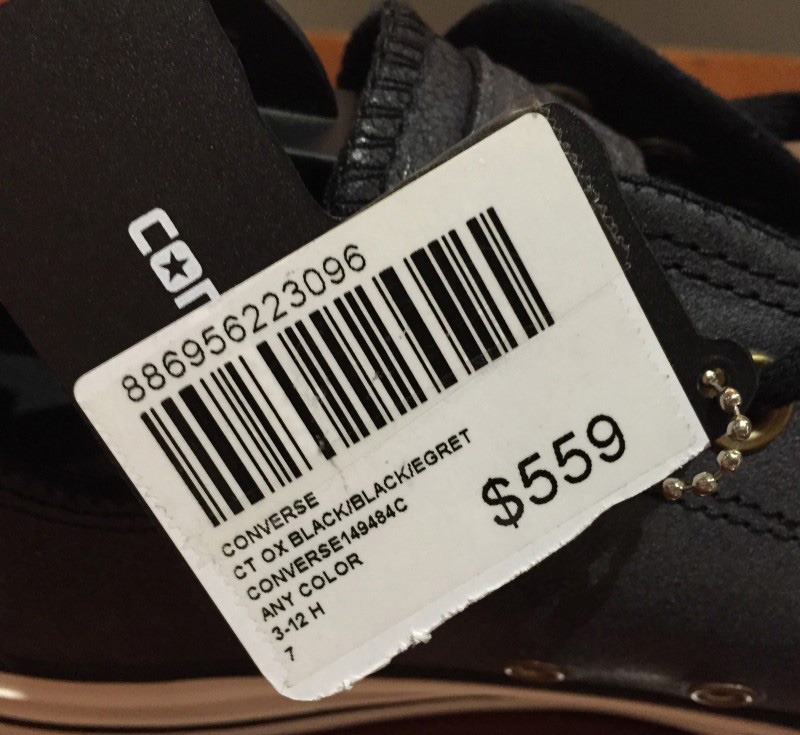 886956223096
CONVERSE
CT OX BLACK/BLACK/EGRET
CONVERSE149484C
ANY COLOR
3-12 H
7
$559